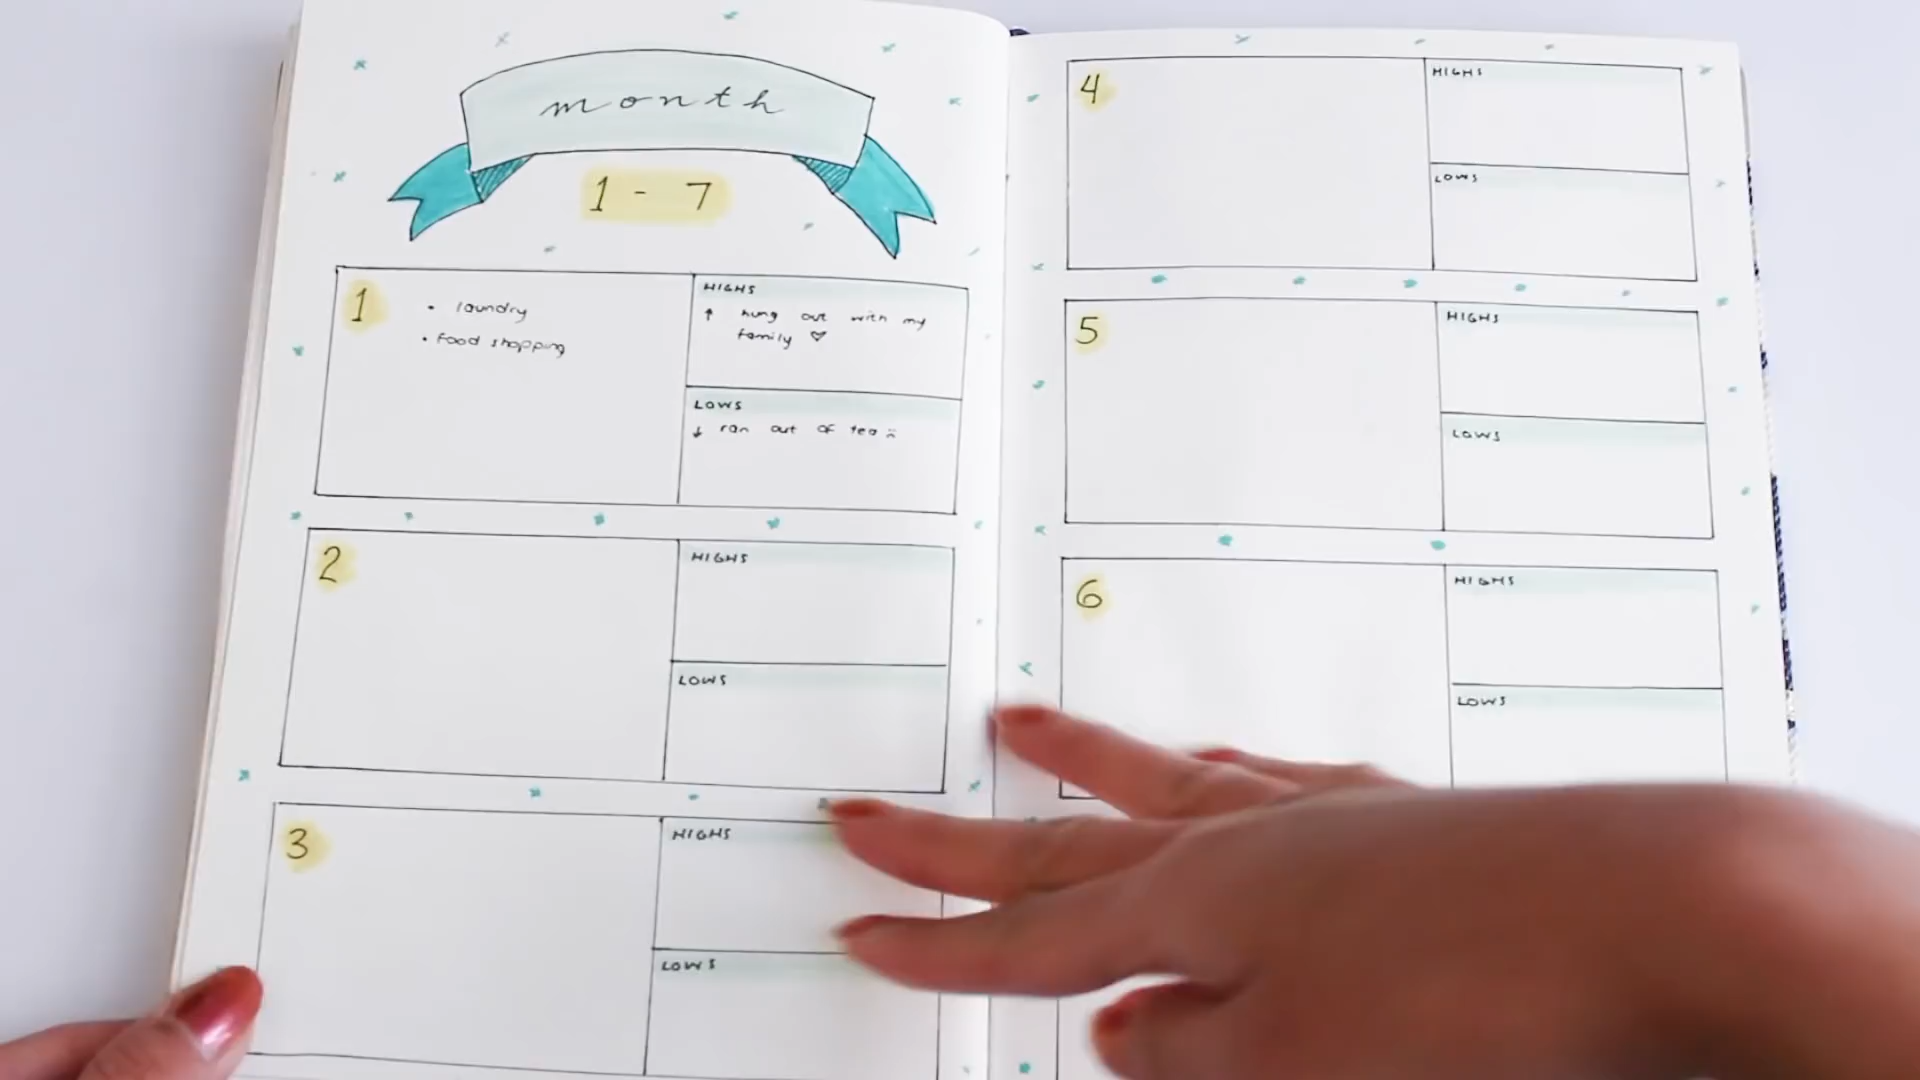 month
1 - 7
1
• laundry
• food shopping
HIGHS
↑ hung out with my
family ♡
LOWS
↓ ran out of tea :(
2
HIGHS
LOWS
3
HIGHS
LOWS
4
HIGHS
LOWS
5
HIGHS
LOWS
6
HIGHS
LOWS